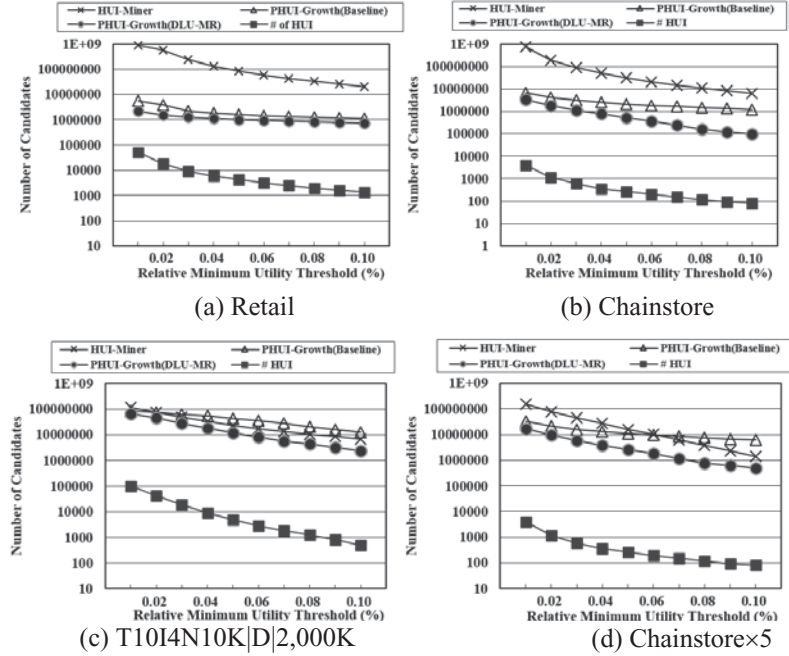 HUI-Miner PHUI-Growth(Baseline)
PHUI-Growth(DLU-MR) # of HUI
Number of Candidates
1E+09
100000000
10000000
1000000
100000
10000
1000
100
10
0.02 0.04 0.06 0.08 0.10
Relative Minimum Utility Threshold (%)
(a) Retail
HUI-Miner PHUI-Growth(Baseline)
PHUI-Growth(DLU-MR) # HUI
Number of Candidates
1E+09
100000000
10000000
1000000
100000
10000
1000
100
10
1
0.02 0.04 0.06 0.08 0.10
Relative Minimum Utility Threshold (%)
(b) Chainstore
HUI-Miner PHUI-Growth(Baseline)
PHUI-Growth(DLU-MR) # HUI
Number of Candidates
1E+09
100000000
10000000
1000000
100000
10000
1000
100
10
0.02 0.04 0.06 0.08 0.10
Relative Minimum Utility Threshold (%)
(c) T10I4N10K|D|2,000K
HUI-Miner PHUI-Growth(Baseline)
PHUI-Growth(DLU-MR) # HUI
Number of Candidates
1E+09
100000000
10000000
1000000
100000
10000
1000
100
10
0.02 0.04 0.06 0.08 0.10
Relative Minimum Utility Threshold (%)
(d) Chainstore×5